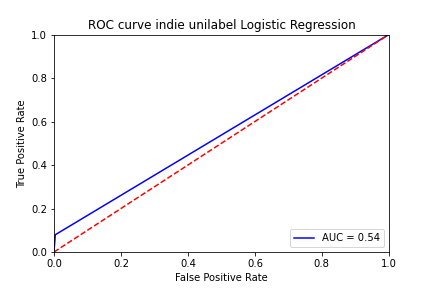 ROC curve indie unilabel Logistic Regression
True Positive Rate
1.0
0.8
0.6
0.4
0.2
0.0
AUC = 0.54
0.0 0.2 0.4 0.6 0.8 1.0
False Positive Rate